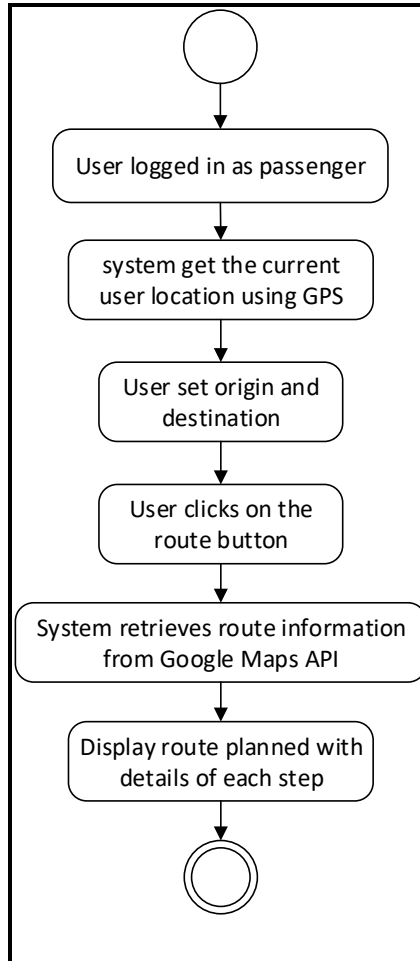 User logged in as passenger
system get the current
user location using GPS
User set origin and
destination
User clicks on the
route button
System retrieves route information
from Google Maps API
Display route planned with
details of each step